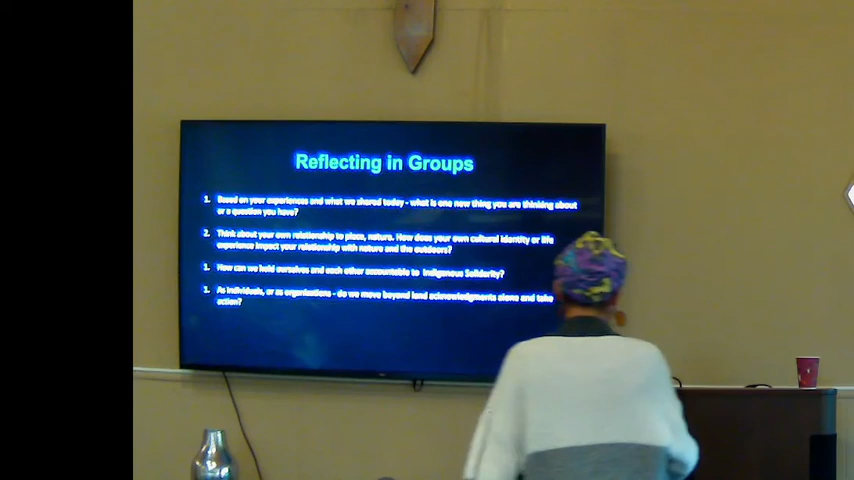 Reflecting in Groups
1. Based on your experiences and what we shared today - what is one new thing you are thinking about
or a question you have?
2. Think about your own relationship to place, nature. How does your own cultural identity or life
experience impact your relationship with nature and the outdoors?
1. How can we hold ourselves and each other accountable to Indigenous Solidarity?
1. As individuals, or as organizations - do we move beyond land acknowledgments alone and take
action?